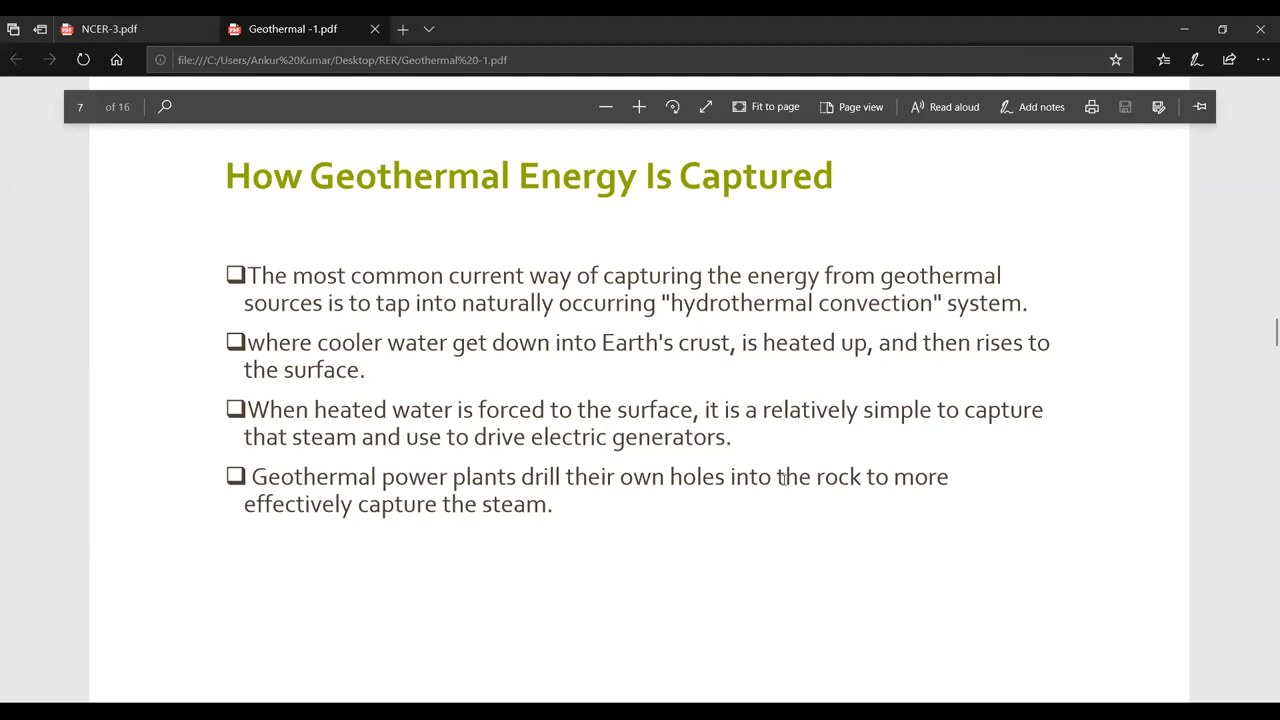 NCER-3.pdf
Geothermal -1.pdf
file:///C:/Users/Ankur%20Kumar/Desktop/RER/Geothermal%20-1.pdf
7 of 16
Fit to page
Page view
Read aloud
Add notes
How Geothermal Energy Is Captured
The most common current way of capturing the energy from geothermal
sources is to tap into naturally occurring "hydrothermal convection" system.
where cooler water get down into Earth's crust, is heated up, and then rises to
the surface.
When heated water is forced to the surface, it is a relatively simple to capture
that steam and use to drive electric generators.
Geothermal power plants drill their own holes into the rock to more
effectively capture the steam.